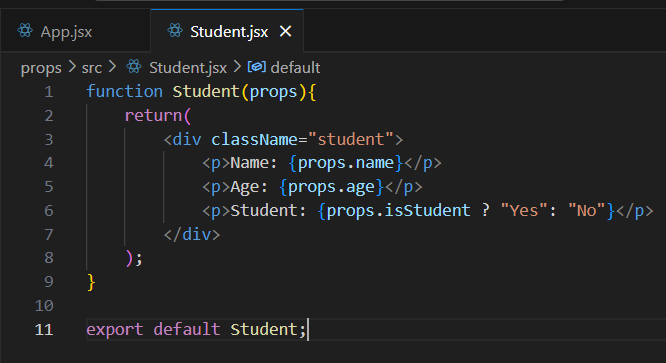 App.jsx Student.jsx ×
props > src > Student.jsx > default
1 function Student(props){
2     return(
3         <div className="student">
4             <p>Name: {props.name}</p>
5             <p>Age: {props.age}</p>
6             <p>Student: {props.isStudent ? "Yes": "No"}</p>
7         </div>
8     );
9 }
10
11 export default Student;